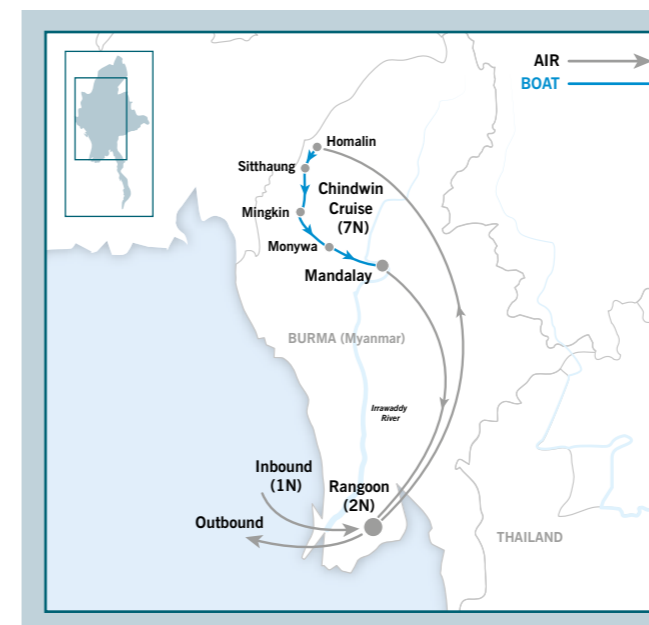 AIR
BOAT
Homalin
Sitthaung
Chindwin
Cruise
(7N)
Mingkin
Monywa
Mandalay
BURMA (Myanmar)
Irrawaddy
River
Inbound
(1N)
Rangoon
(2N)
Outbound
THAILAND